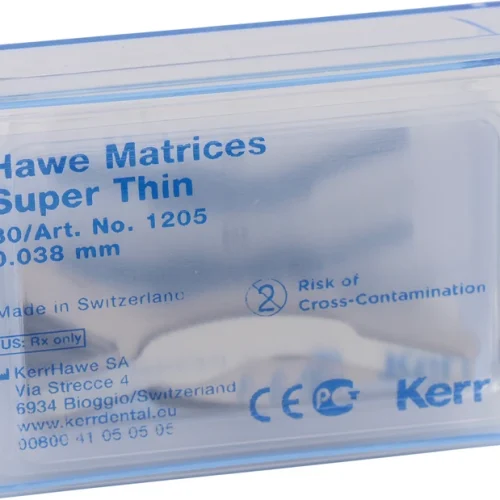 Hawe Matrices
Super Thin
30/Art. No. 1205
0.038 mm
Made in Switzerland
2
Risk of
Cross-Contamination
US: Rx only
KerrHawe SA
Via Strecce 4
6934 Bioggio/Switzerland
www.kerrdental.eu
00800 41 05 05 05
CE
Kerr
Kerr